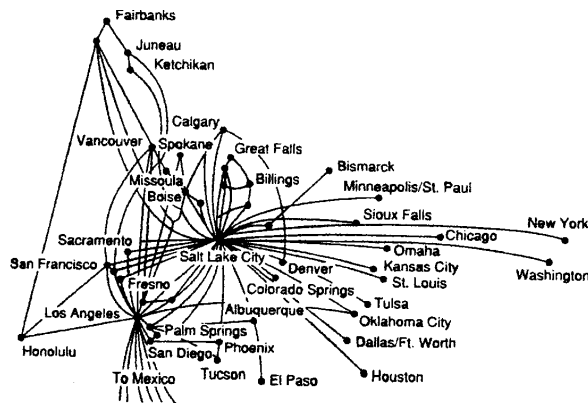 Fairbanks
Juneau
Ketchikan
Calgary
Vancouver
Spokane
Great Falls
Bismarck
Missoula
Billings
Boise
Minneapolis/St. Paul
Sioux Falls
New York
Sacramento
Chicago
San Francisco
Salt Lake City
Omaha
Denver
Kansas City
Washington
Fresno
Colorado Springs
St. Louis
Los Angeles
Albuquerque
Tulsa
Oklahoma City
Palm Springs
Honolulu
San Diego
Phoenix
Dallas/Ft. Worth
Tucson
To Mexico
El Paso
Houston